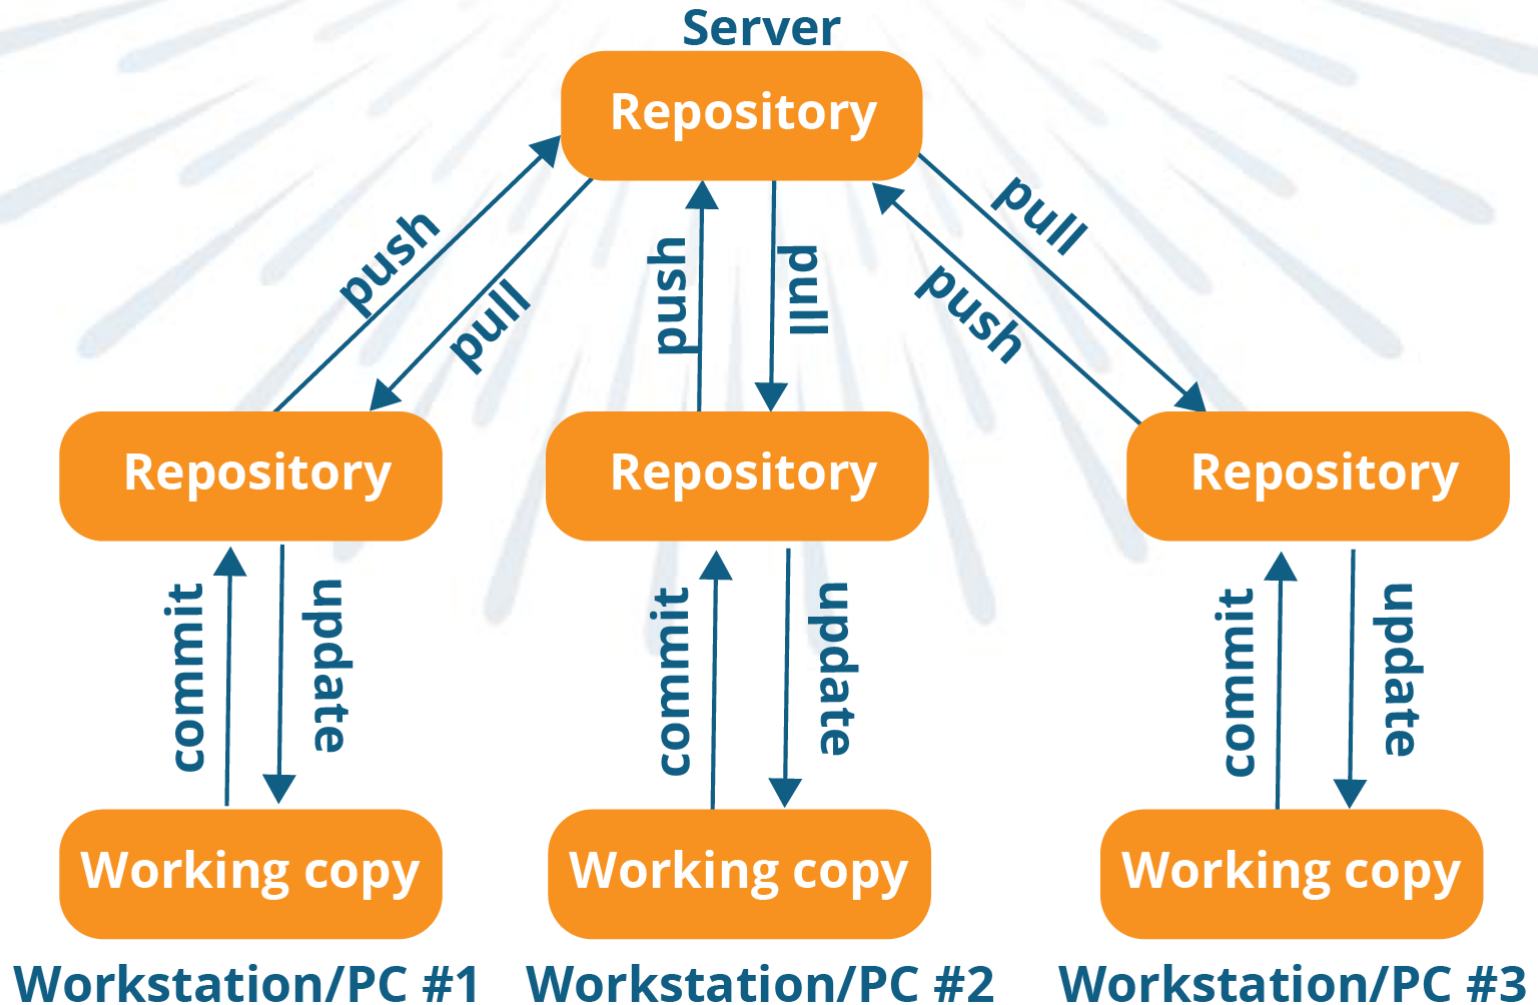 Server
Repository
push
pull
push
pull
push
pull
Repository
Repository
Repository
commit
update
commit
update
commit
update
Working copy
Working copy
Working copy
Workstation/PC #1
Workstation/PC #2
Workstation/PC #3